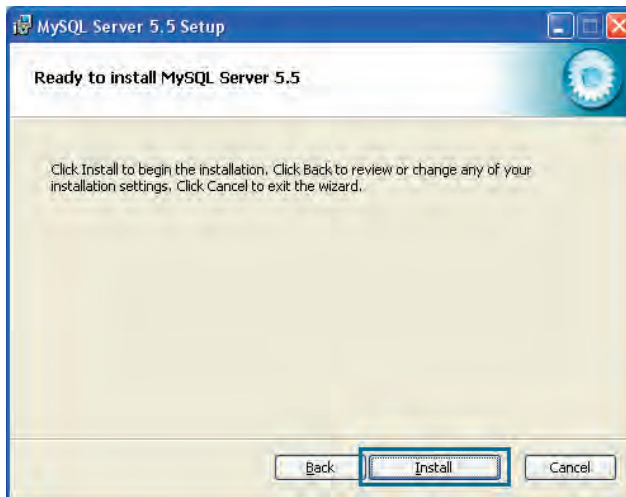 MySQL Server 5.5 Setup
Ready to install MySQL Server 5.5
Click Install to begin the installation. Click Back to review or change any of your
installation settings. Click Cancel to exit the wizard.
Back
Install
Cancel